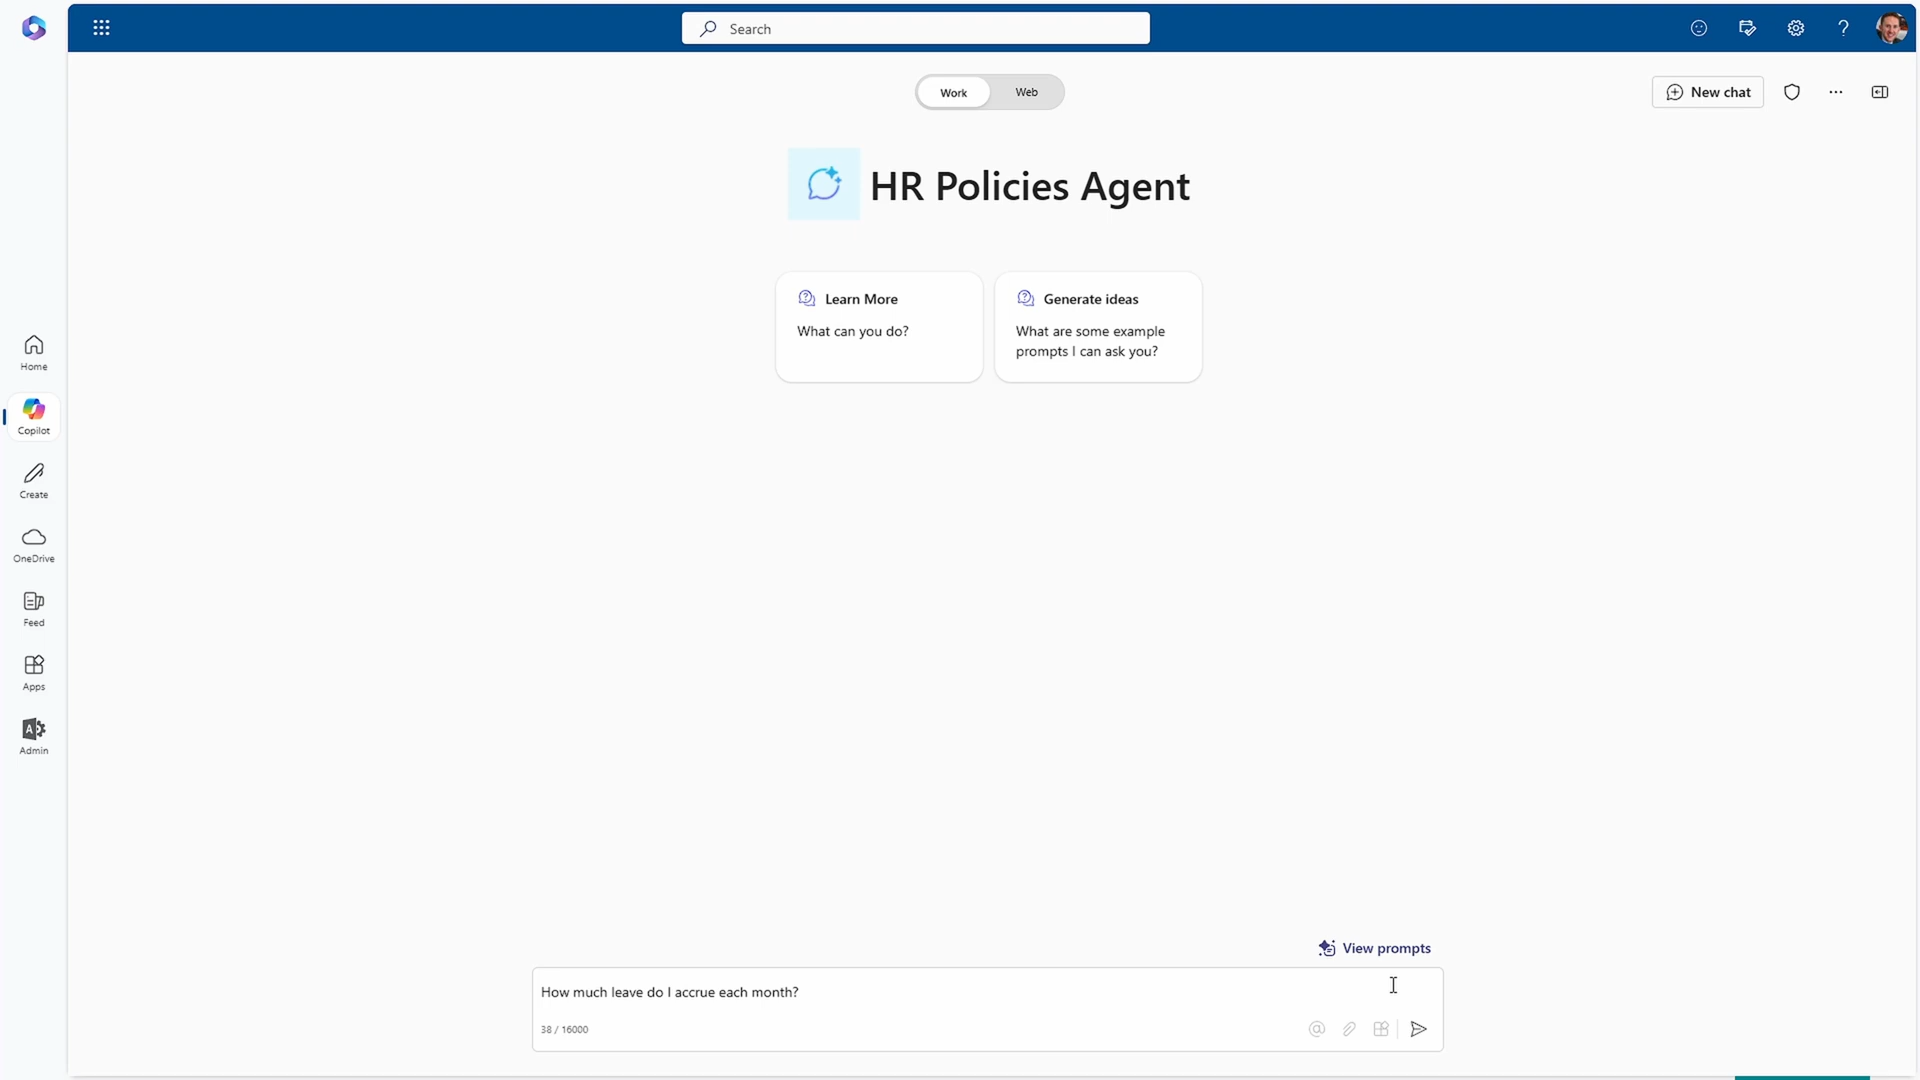 Search
Work
Web
New chat
HR Policies Agent
Learn More
What can you do?
Generate ideas
What are some example
prompts I can ask you?
Home
Copilot
Create
OneDrive
Feed
Apps
A
Admin
View prompts
How much leave do I accrue each month?
38 / 16000